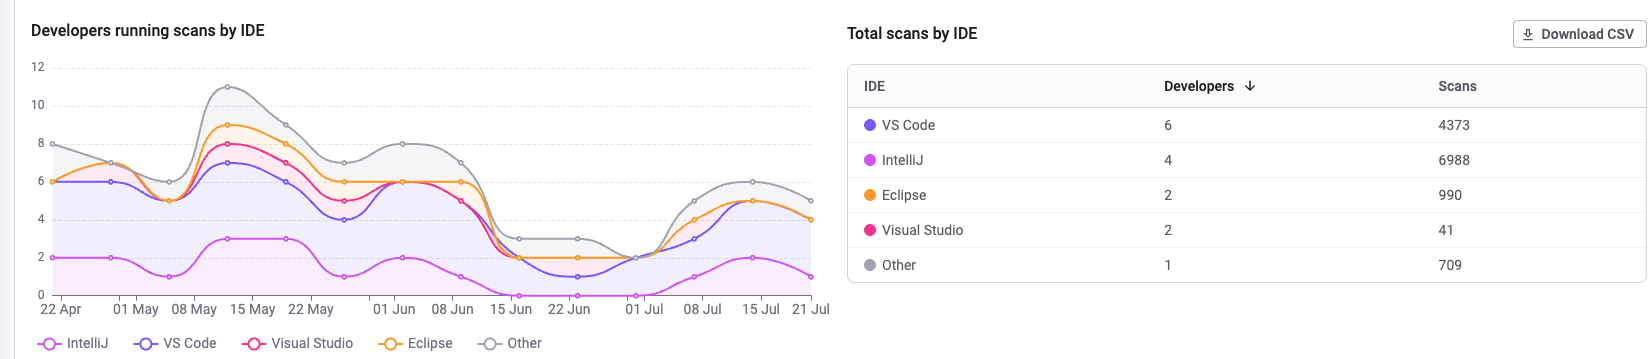 Developers running scans by IDE
12
10
8
6
4
2
0
22 Apr 01 May 08 May 15 May 22 May 01 Jun 08 Jun 15 Jun 22 Jun 01 Jul 08 Jul 15 Jul 21 Jul
IntelliJ VS Code Visual Studio Eclipse Other
Total scans by IDE
Download CSV
IDE Developers ↓ Scans
VS Code 6 4373
IntelliJ 4 6988
Eclipse 2 990
Visual Studio 2 41
Other 1 709